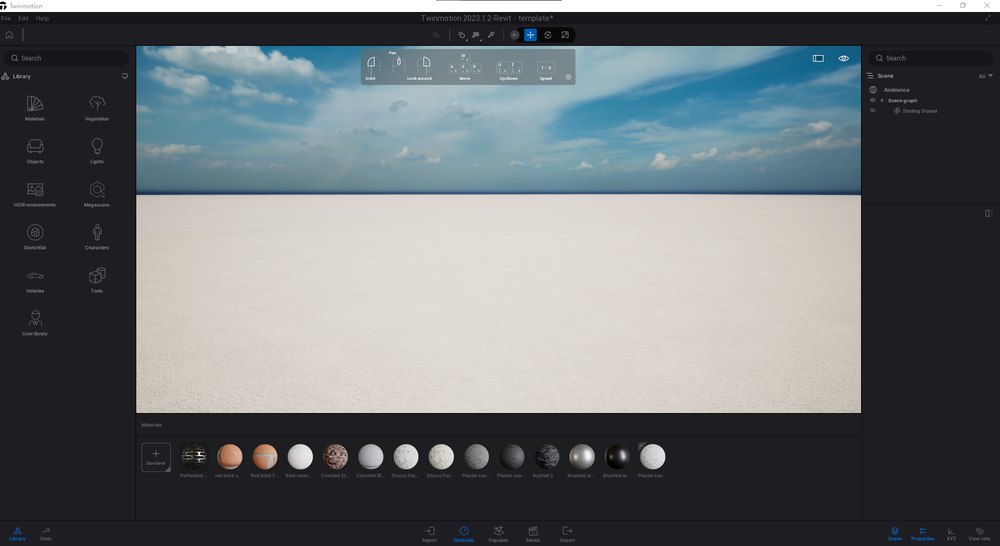 Twinmotion
File Edit Help
Twinmotion 2023.1.2-Revit - template*
Search
Library
Materials
Vegetation
Objects
Lights
HDRI environments
Megascans
Sketchfab
Characters
Vehicles
Tools
User library
Pan
Orbit
Look around
W
Z
A
Q
S
S
D
D
Move
Q
A
E
E
Up/down
1 → 6
Speed
Search
Scene
All
Ambience
Scene graph
Starting Ground
Materials
Standard
Perforated...
red brick v...
Red brick F...
Bare concr...
Crushed St...
Concrete Bl...
Stucco Fac...
Stucco Fac...
Plaster coa...
Plaster coa...
Asphalt 2
Brushed al...
Brushed al...
Plaster coa...
Library
Stats
Import
Materials
Populate
Media
Export
Scene
Properties
XYZ
View sets